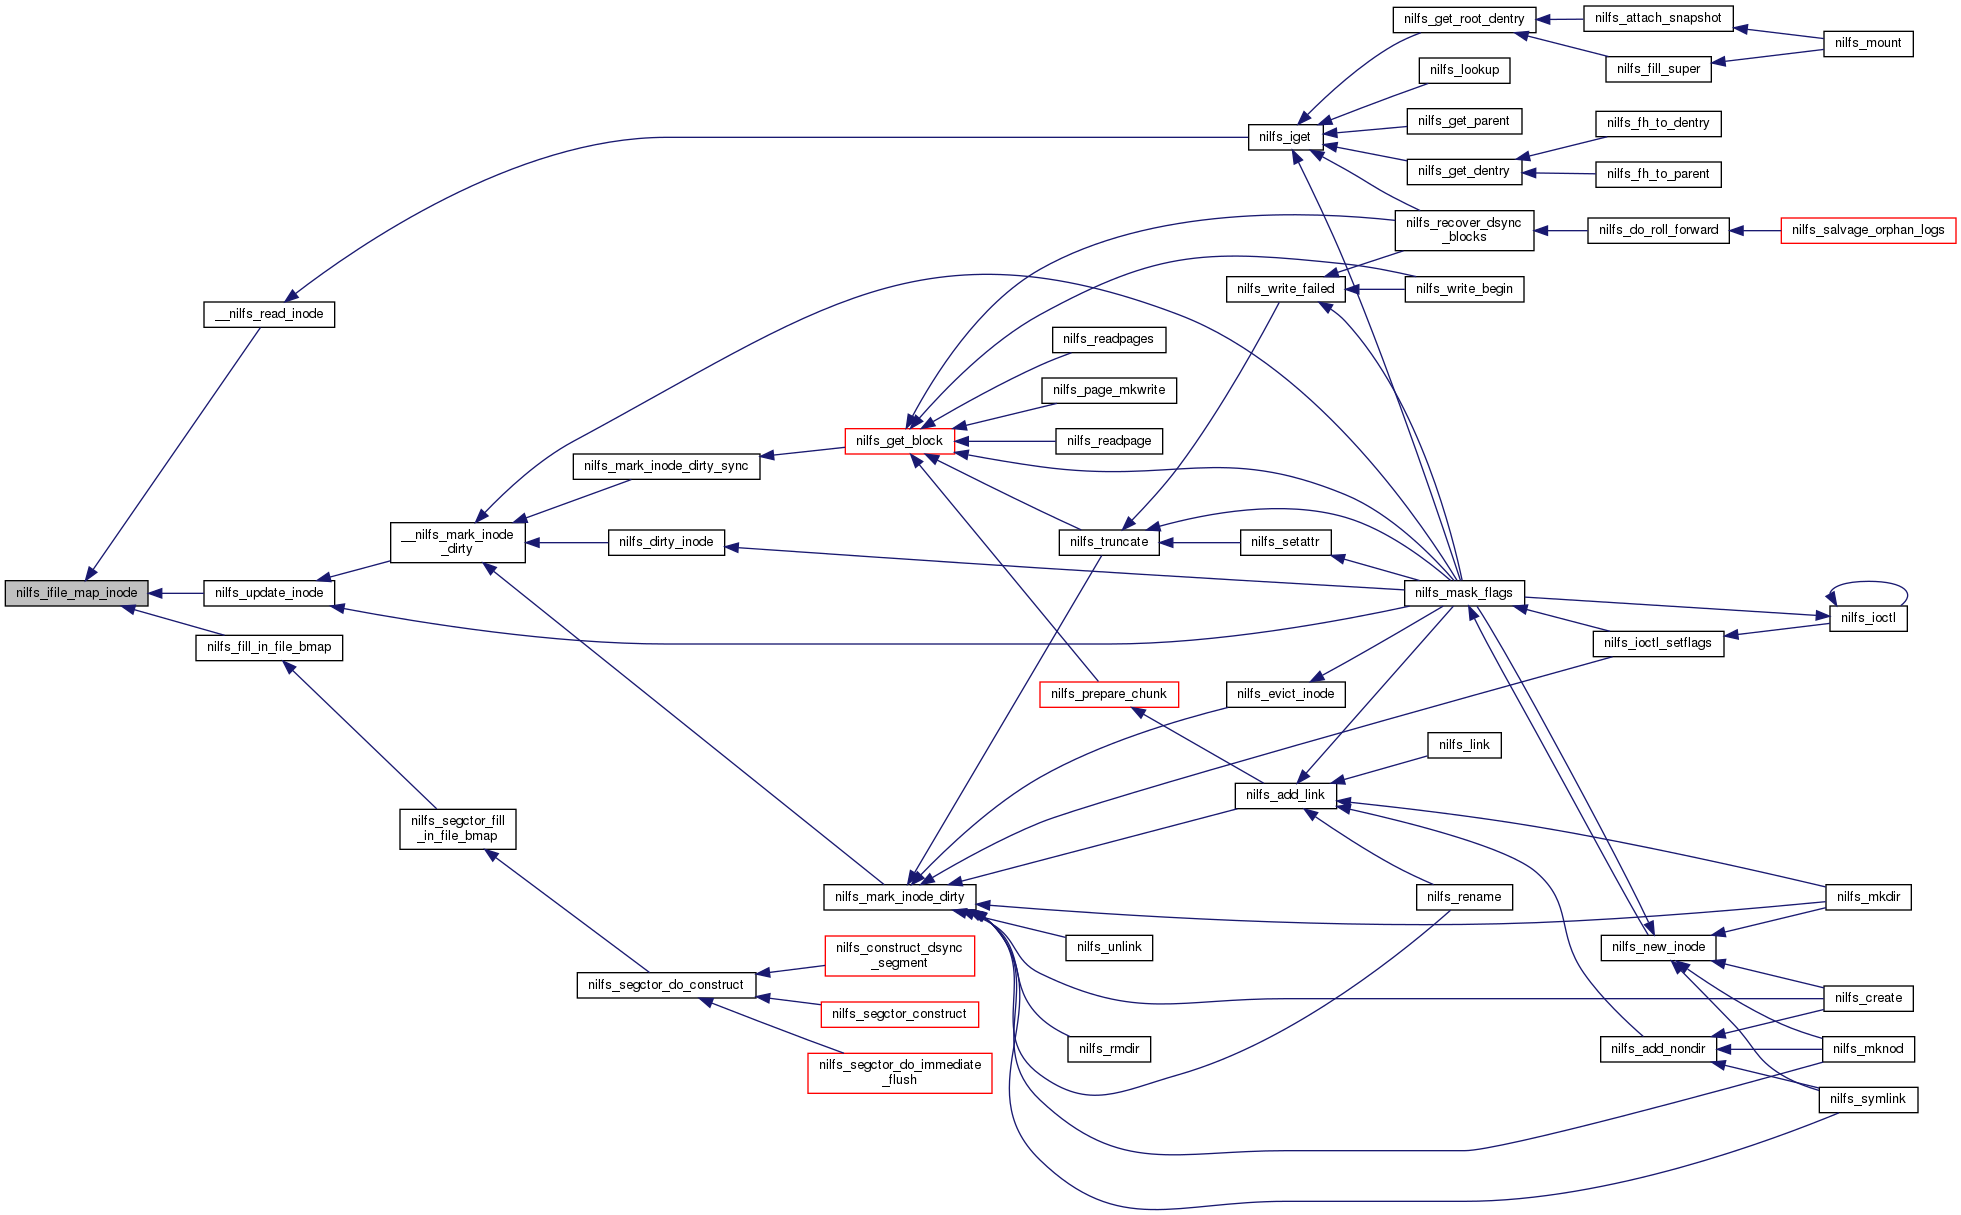 nilfs_ifile_map_inode
__nilfs_read_inode
nilfs_update_inode
nilfs_fill_in_file_bmap
__nilfs_mark_inode
_dirty
nilfs_segctor_fill
_in_file_bmap
nilfs_mark_inode_dirty_sync
nilfs_dirty_inode
nilfs_segctor_do_construct
nilfs_get_block
nilfs_mark_inode_dirty
nilfs_construct_dsync
_segment
nilfs_segctor_construct
nilfs_segctor_do_immediate
_flush
nilfs_readpages
nilfs_page_mkwrite
nilfs_readpage
nilfs_truncate
nilfs_prepare_chunk
nilfs_unlink
nilfs_rmdir
nilfs_iget
nilfs_write_failed
nilfs_setattr
nilfs_evict_inode
nilfs_add_link
nilfs_get_root_dentry
nilfs_lookup
nilfs_get_parent
nilfs_get_dentry
nilfs_recover_dsync
_blocks
nilfs_write_begin
nilfs_mask_flags
nilfs_link
nilfs_rename
nilfs_attach_snapshot
nilfs_fill_super
nilfs_fh_to_dentry
nilfs_fh_to_parent
nilfs_do_roll_forward
nilfs_ioctl_setflags
nilfs_new_inode
nilfs_add_nondir
nilfs_mount
nilfs_salvage_orphan_logs
nilfs_ioctl
nilfs_mkdir
nilfs_create
nilfs_mknod
nilfs_symlink